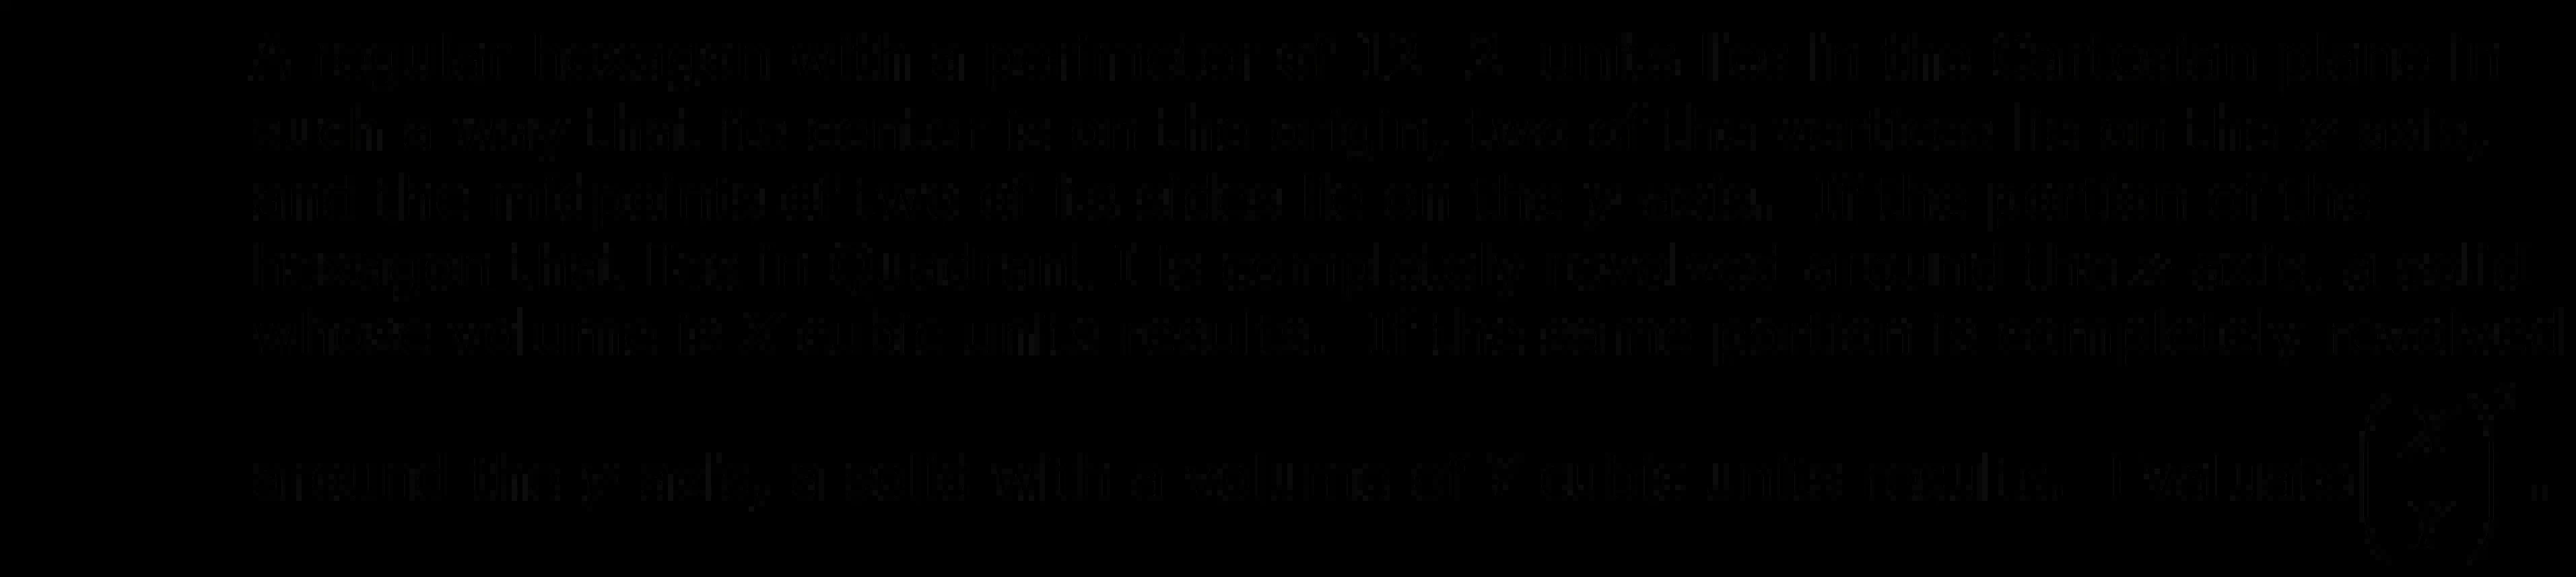 A regular hexagon with a perimeter of 12 units lies in the Cartesian plane in
such a way that its center is on the origin, two of the vertices lie on the x axis,
and the midpoints of two of its sides lie on the y axis. If the portion of the
hexagon that lies in Quadrant I is completely revolved around the x axis, a solid
whose volume is X cubic units results. If the same portion is completely revolved
around the y axis, a solid with a volume of Y cubic units results. Evaluate